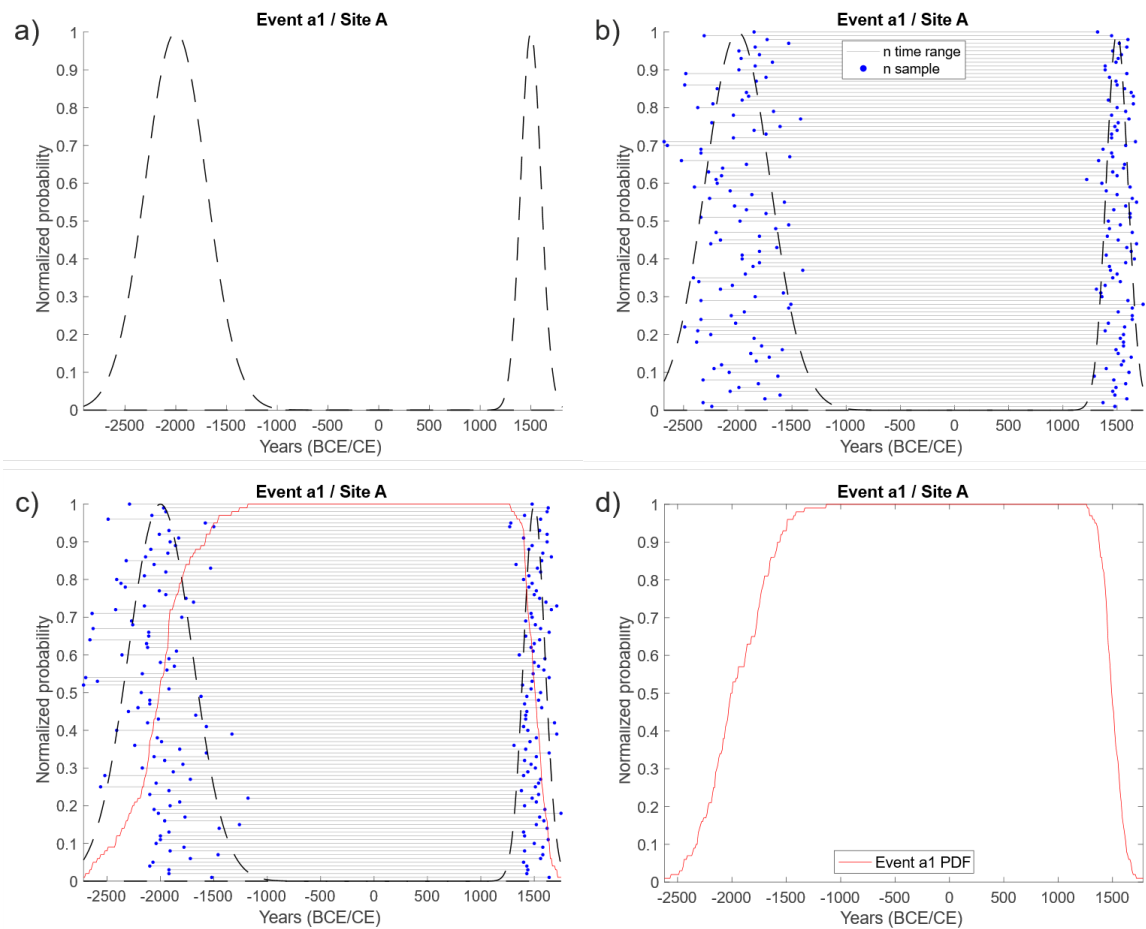 a)
Event a1 / Site A
Normalized probability
1
0.9
0.8
0.7
0.6
0.5
0.4
0.3
0.2
0.1
0
-2500 -2000 -1500 -1000 -500 0 500 1000 1500
Years (BCE/CE)
b)
Event a1 / Site A
n time range
n sample
Normalized probability
1
0.9
0.8
0.7
0.6
0.5
0.4
0.3
0.2
0.1
0
-2500 -2000 -1500 -1000 -500 0 500 1000 1500
Years (BCE/CE)
c)
Event a1 / Site A
Normalized probability
1
0.9
0.8
0.7
0.6
0.5
0.4
0.3
0.2
0.1
0
-2500 -2000 -1500 -1000 -500 0 500 1000 1500
Years (BCE/CE)
d)
Event a1 / Site A
Normalized probability
1
0.9
0.8
0.7
0.6
0.5
0.4
0.3
0.2
0.1
0
Event a1 PDF
-2500 -2000 -1500 -1000 -500 0 500 1000 1500
Years (BCE/CE)